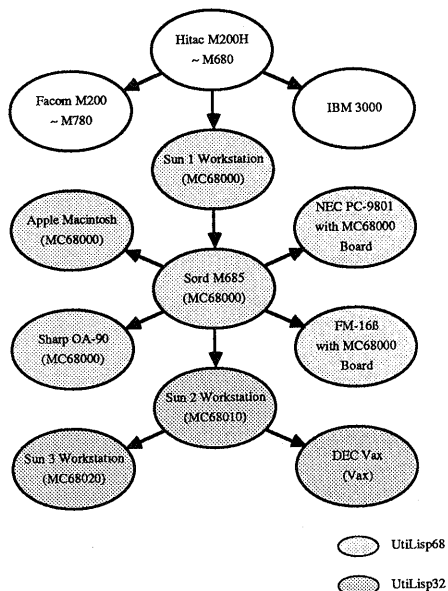 Hitac M200H
~ M680
Facom M200
~ M780
IBM 3000
Sun 1 Workstation
(MC68000)
Apple Macintosh
(MC68000)
NEC PC-9801
with MC68000
Board
Sord M685
(MC68000)
Sharp OA-90
(MC68000)
FM-16ß
with MC68000
Board
Sun 2 Workstation
(MC68010)
Sun 3 Workstation
(MC68020)
DEC Vax
(Vax)
UtiLisp68
UtiLisp32